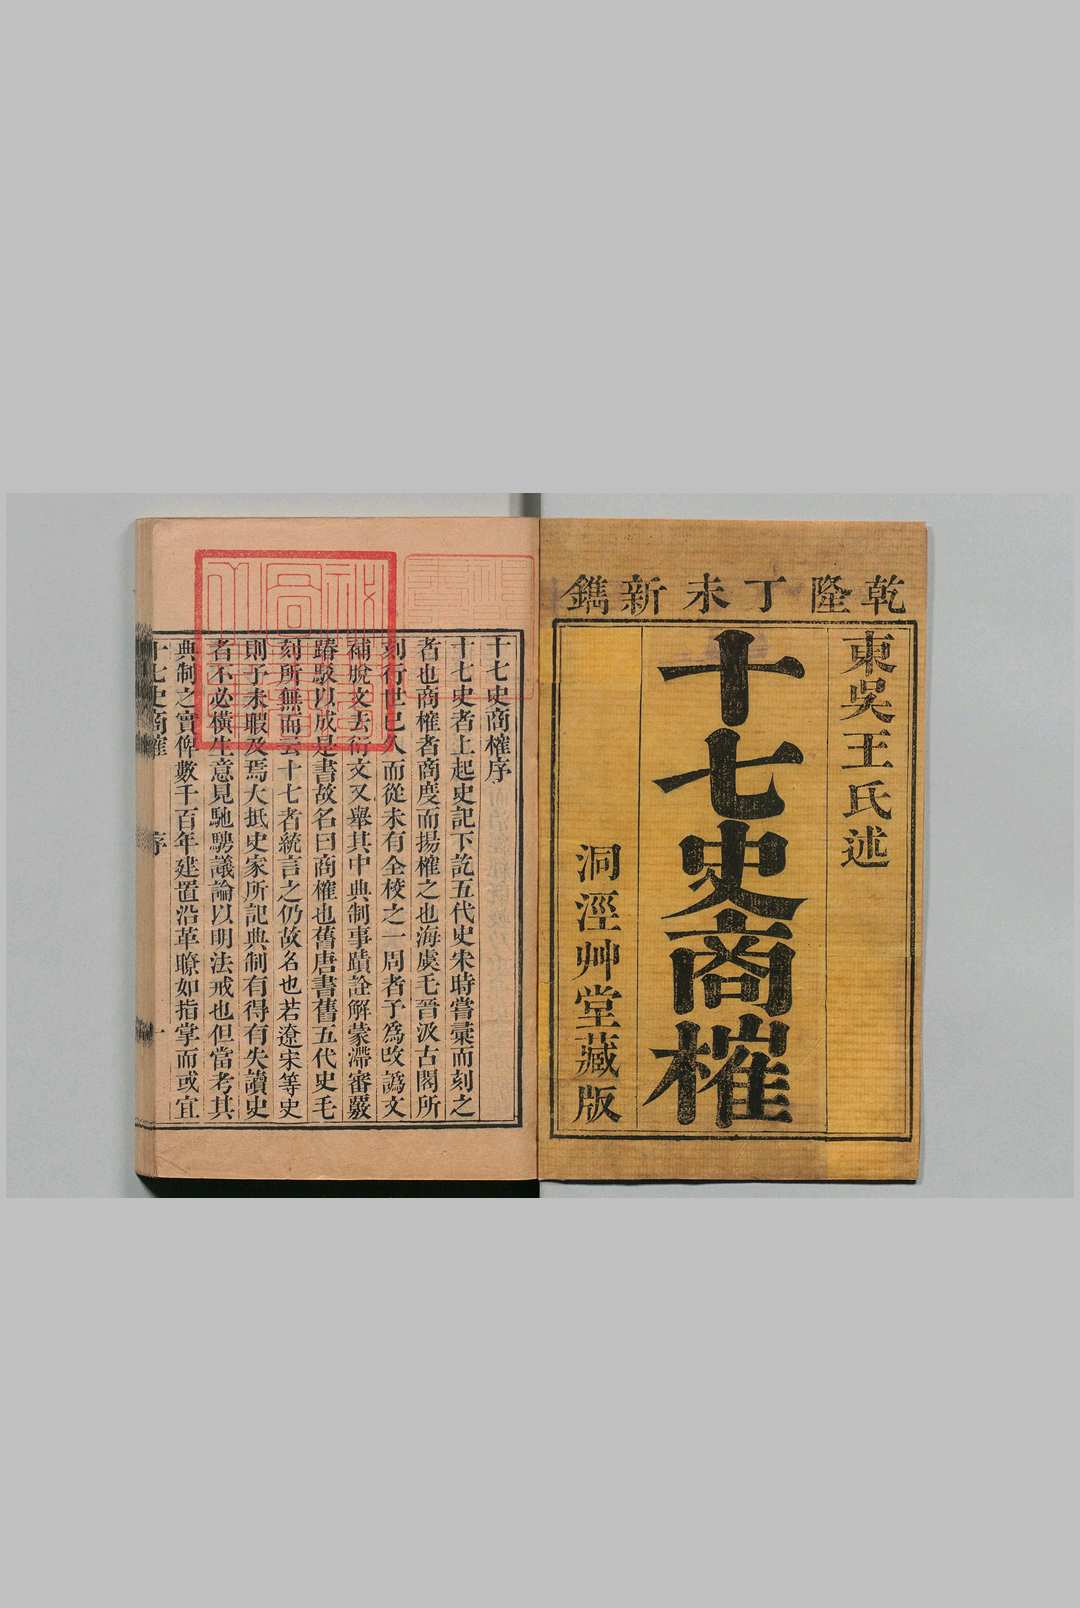 乾隆丁未新鐫
東吳王氏述
十七史商榷
洞涇艸堂藏版
十七史商榷序
十七史者上起史記下訖五代史宋時嘗彙而刻之
者也商榷者商度而揚榷之也海虞毛晉汲古閣所
刻行世已久而從未有全校之一周者予爲改譌文
補脫文去衍文又舉其中典制事蹟詮解蒙滯審覈
踳駁以成是書故名曰商榷也舊唐書舊五代史毛
刻所無而云十七者統言之仍故名也若遼宋等史
則予未暇及焉大抵史家所記典制有得有失讀史
者不必橫生意見馳騁議論以明法戒也但當考其
典制之實俾數千百年建置沿革瞭如指掌而或宜
十七史商榷 序 一